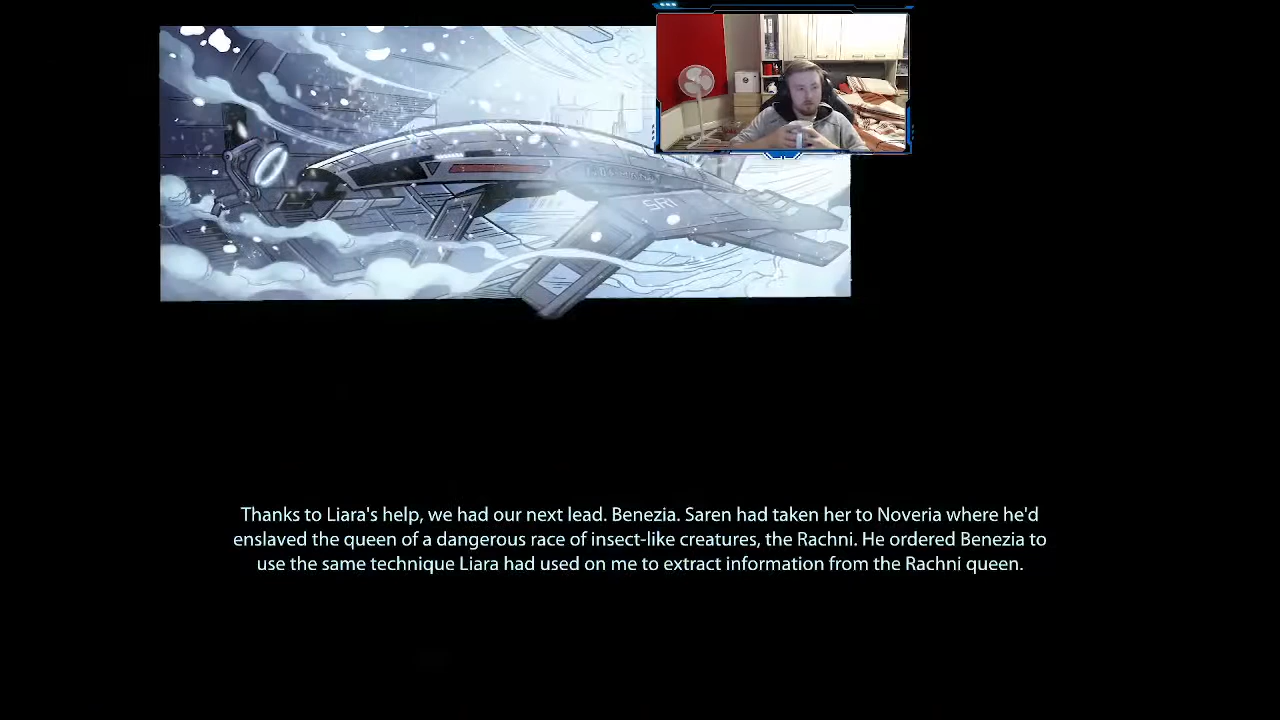 SR1
Thanks to Liara's help, we had our next lead. Benezia. Saren had taken her to Noveria where he'd
enslaved the queen of a dangerous race of insect-like creatures, the Rachni. He ordered Benezia to
use the same technique Liara had used on me to extract information from the Rachni queen.